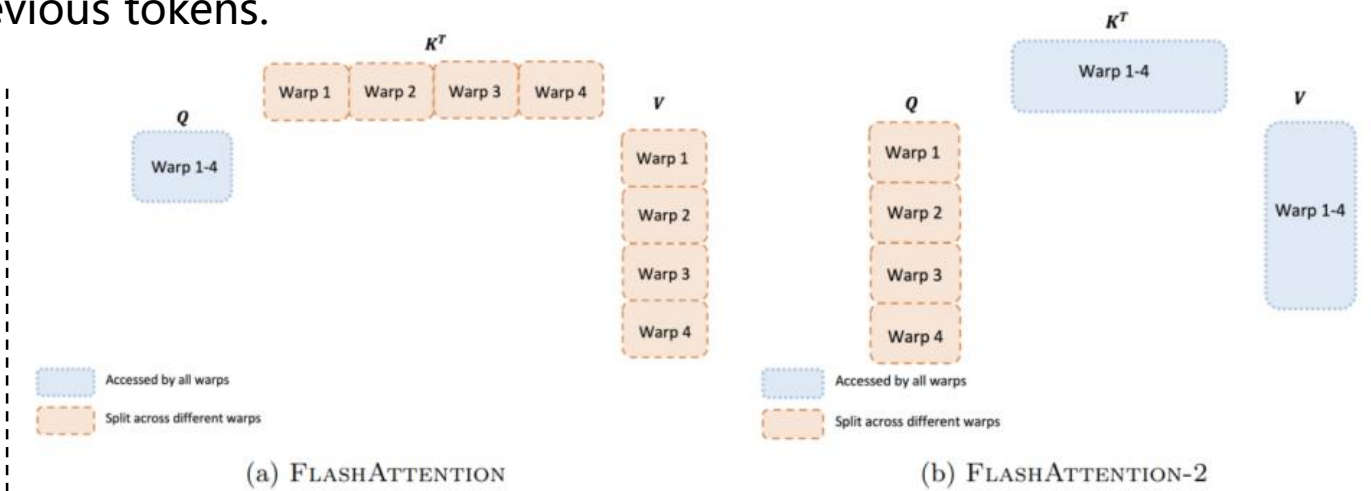 evious tokens.
K^T
Warp 1 Warp 2 Warp 3 Warp 4
Q
Warp 1-4
V
Warp 1
Warp 2
Warp 3
Warp 4
Accessed by all warps
Split across different warps
(a) FLASHATTENTION
K^T
Warp 1-4
Q
Warp 1
Warp 2
Warp 3
Warp 4
V
Warp 1-4
Accessed by all warps
Split across different warps
(b) FLASHATTENTION-2